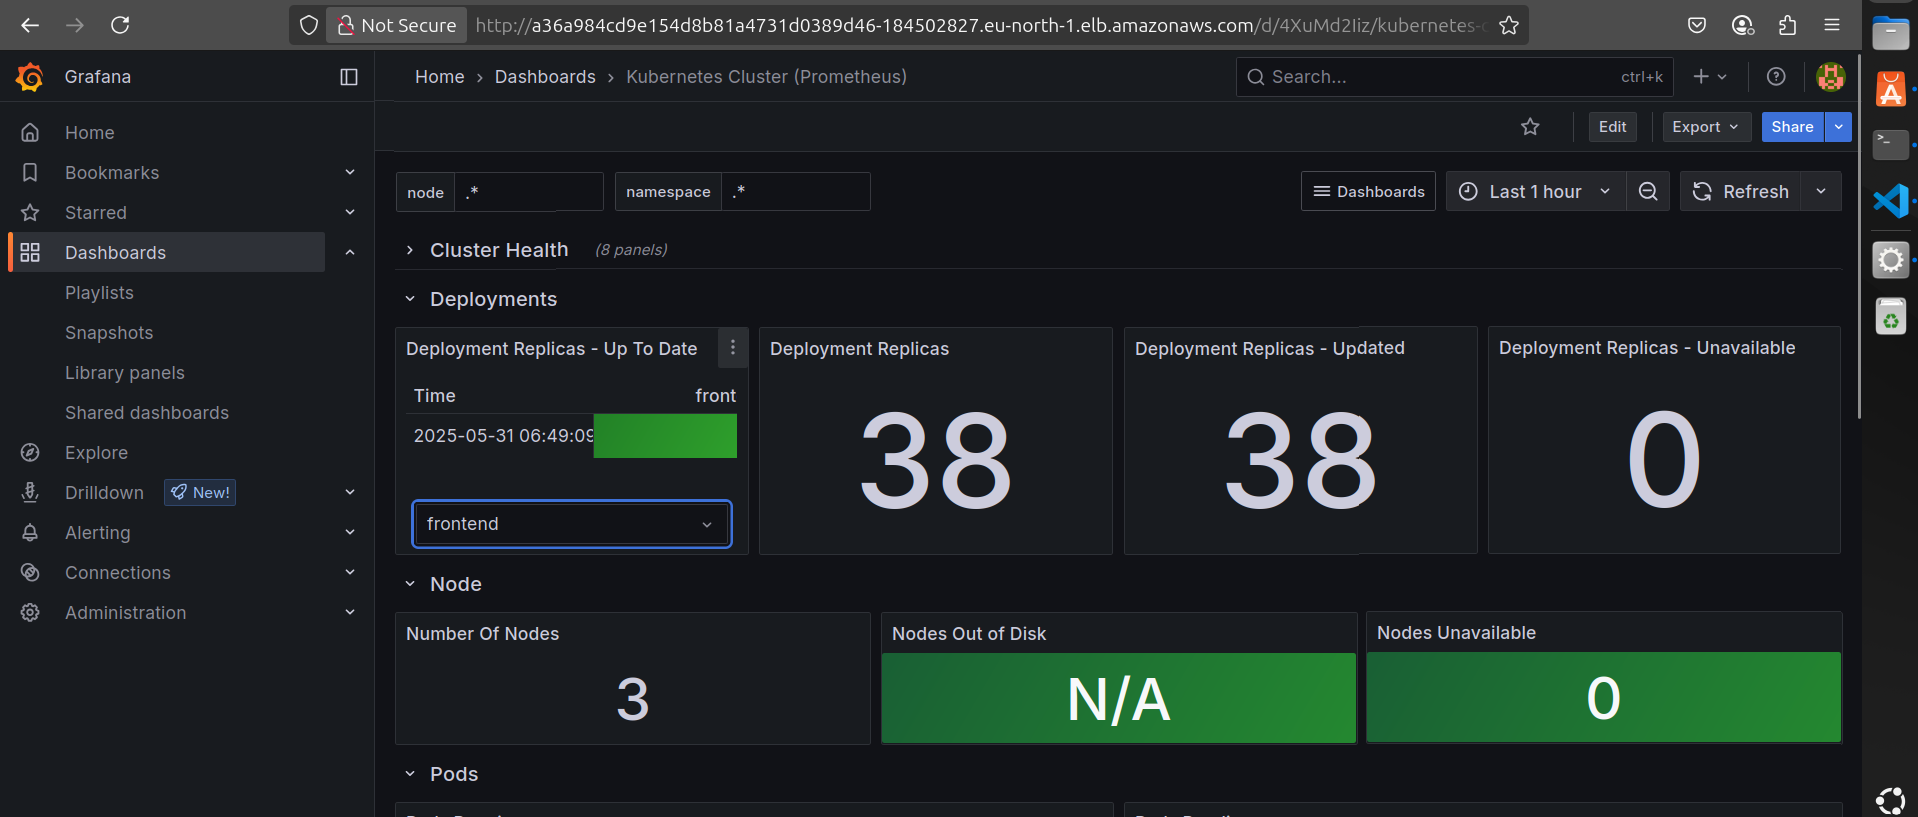 Not Secure http://a36a984cd9e154d8b81a4731d0389d46-184502827.eu-north-1.elb.amazonaws.com/d/4XuMd2Iiz/kubernetes-
Grafana
Home › Dashboards › Kubernetes Cluster (Prometheus)
Search... ctrl+k
Edit Export Share
Home
Bookmarks
Starred
Dashboards
Playlists
Snapshots
Library panels
Shared dashboards
Explore
Drilldown New!
Alerting
Connections
Administration
node .* namespace .*
Dashboards Last 1 hour Refresh
Cluster Health (8 panels)
Deployments
Deployment Replicas - Up To Date
Time front
2025-05-31 06:49:09
frontend
Deployment Replicas
38
Deployment Replicas - Updated
38
Deployment Replicas - Unavailable
0
Node
Number Of Nodes
3
Nodes Out of Disk
N/A
Nodes Unavailable
0
Pods